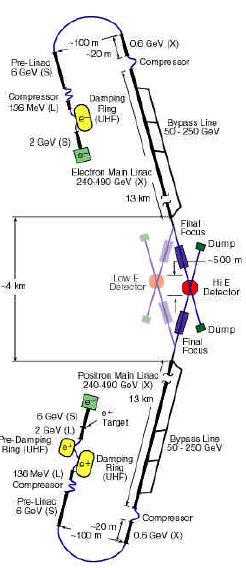 ~100 m
0.6 GeV (X)
~20 m
Compressor
Pre-Linac
6 GeV (S)
Compressor
136 MeV (L)
Damping
Ring
(UHF)
e-
2 GeV (S)
e-
Bypass Line
50 - 250 GeV
Electron Main Linac
240-490 GeV (X)
13 km
Final
Focus
Dump
~500 m
Low E
Detector
Hi E
Detector
~4 km
Dump
Final
Focus
Positron Main Linac
240-490 GeV (X)
13 km
e-
6 GeV (S)
e+
Target
2 GeV (L)
Pre-Damping
Ring (UHF)
e+
e+
Damping
Ring
(UHF)
Bypass Line
50 - 250 GeV
136 MeV (L)
Compressor
Pre-Linac
6 GeV (S)
Compressor
~20 m
~100 m
0.6 GeV (X)